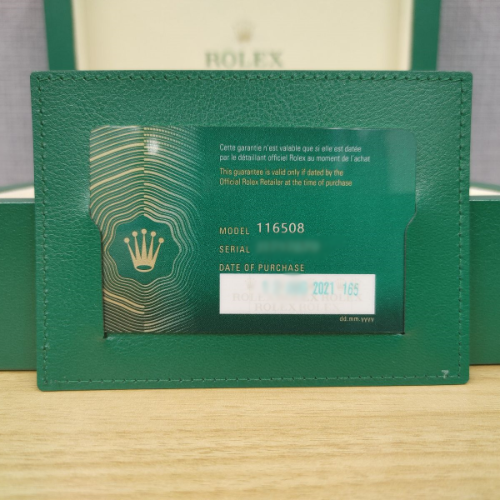 ROLEX
Cette garantie n'est valable que si elle est datée
par le détaillant officiel Rolex au moment de l'achat
This guarantee is valid only if dated by the
Official Rolex Retailer at the time of purchase
MODEL 116508
SERIAL
DATE OF PURCHASE
2021 165
dd.mm.yyyy